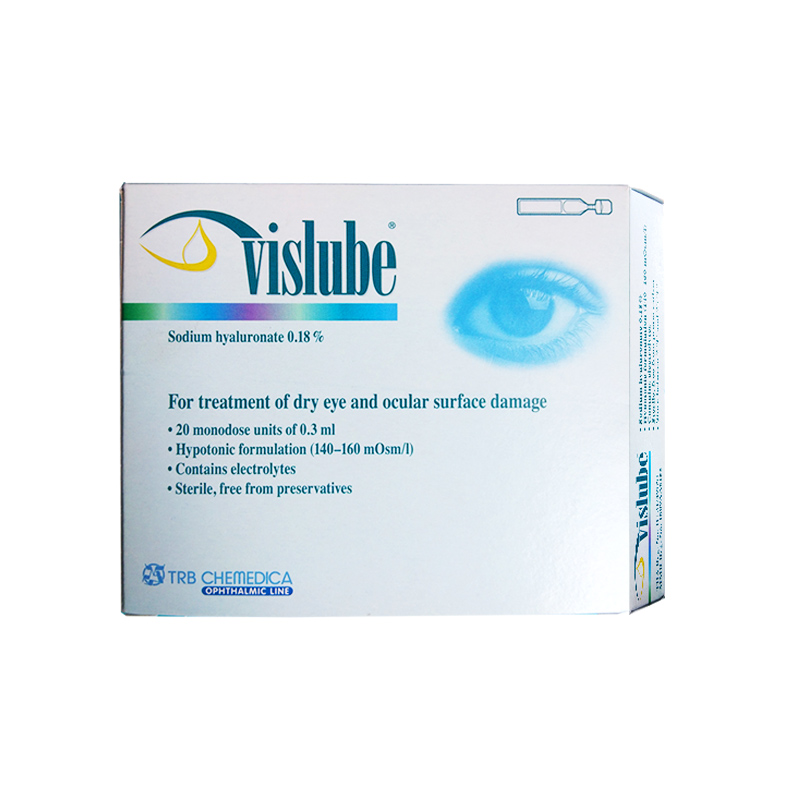 vislube®
Sodium hyaluronate 0.18 %
For treatment of dry eye and ocular surface damage
• 20 monodose units of 0.3 ml
• Hypotonic formulation (140–160 mOsm/l)
• Contains electrolytes
• Sterile, free from preservatives
TRB CHEMEDICA
OPHTHALMIC LINE
vislube